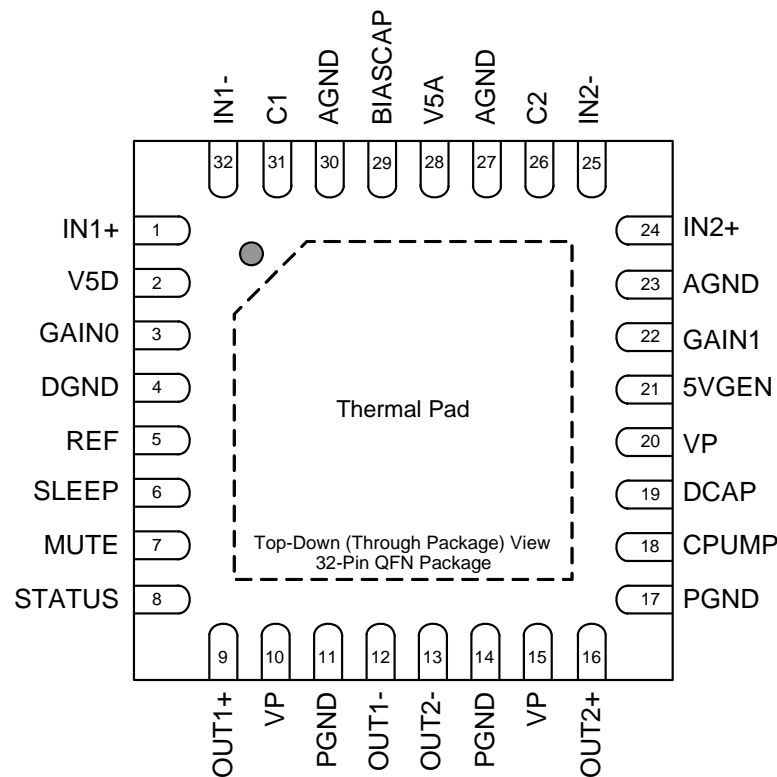 IN1-
C1
AGND
BIASCAP
V5A
AGND
C2
IN2-
32
31
30
29
28
27
26
25
IN1+ 1
V5D 2
GAIN0 3
DGND 4
REF 5
SLEEP 6
MUTE 7
STATUS 8
24 IN2+
23 AGND
22 GAIN1
21 5VGEN
20 VP
19 DCAP
18 CPUMP
17 PGND
Thermal Pad
Top-Down (Through Package) View
32-Pin QFN Package
9
10
11
12
13
14
15
16
OUT1+
VP
PGND
OUT1-
OUT2-
PGND
VP
OUT2+